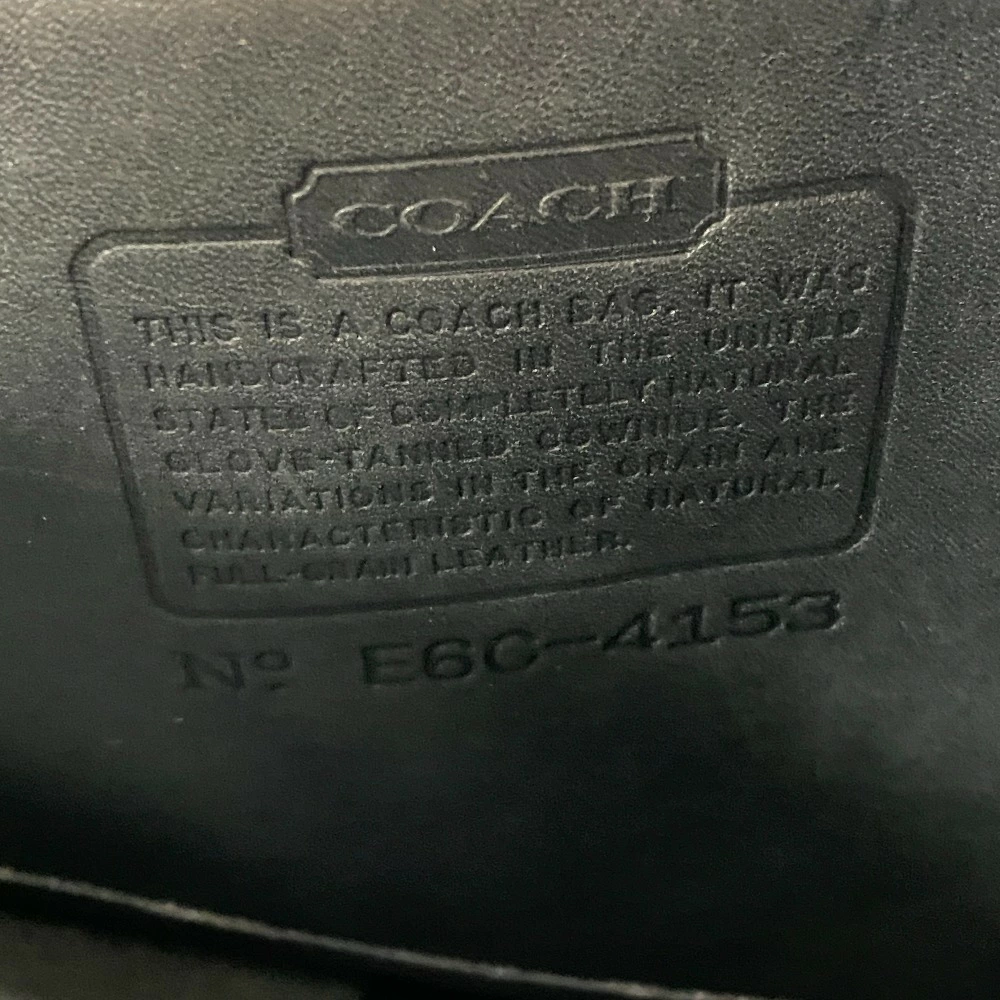 COACH
THIS IS A COACH BAG. IT WAS
HANDCRAFTED IN THE UNITED
STATES OF COMPLETELY NATURAL
GLOVE-TANNED COWHIDE. THE
VARIATIONS IN THE GRAIN ARE
CHARACTERISTIC OF NATURAL
FULL-GRAIN LEATHER.
Nº E6C-4153